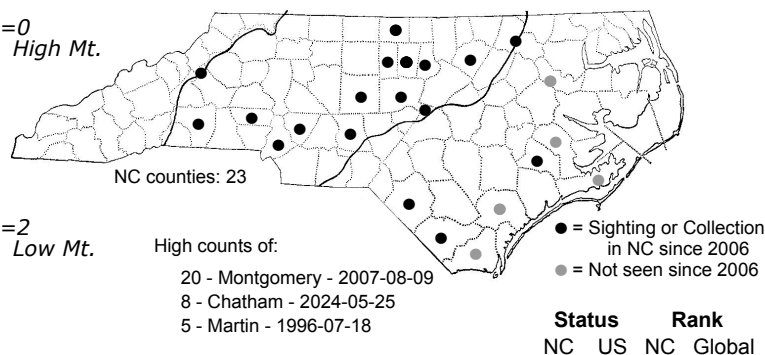 =0
High Mt.
NC counties: 23
=2
Low Mt.
High counts of:
20 - Montgomery - 2007-08-09
8 - Chatham - 2024-05-25
5 - Martin - 1996-07-18
= Sighting or Collection
in NC since 2006
= Not seen since 2006
Status Rank
NC US NC Global